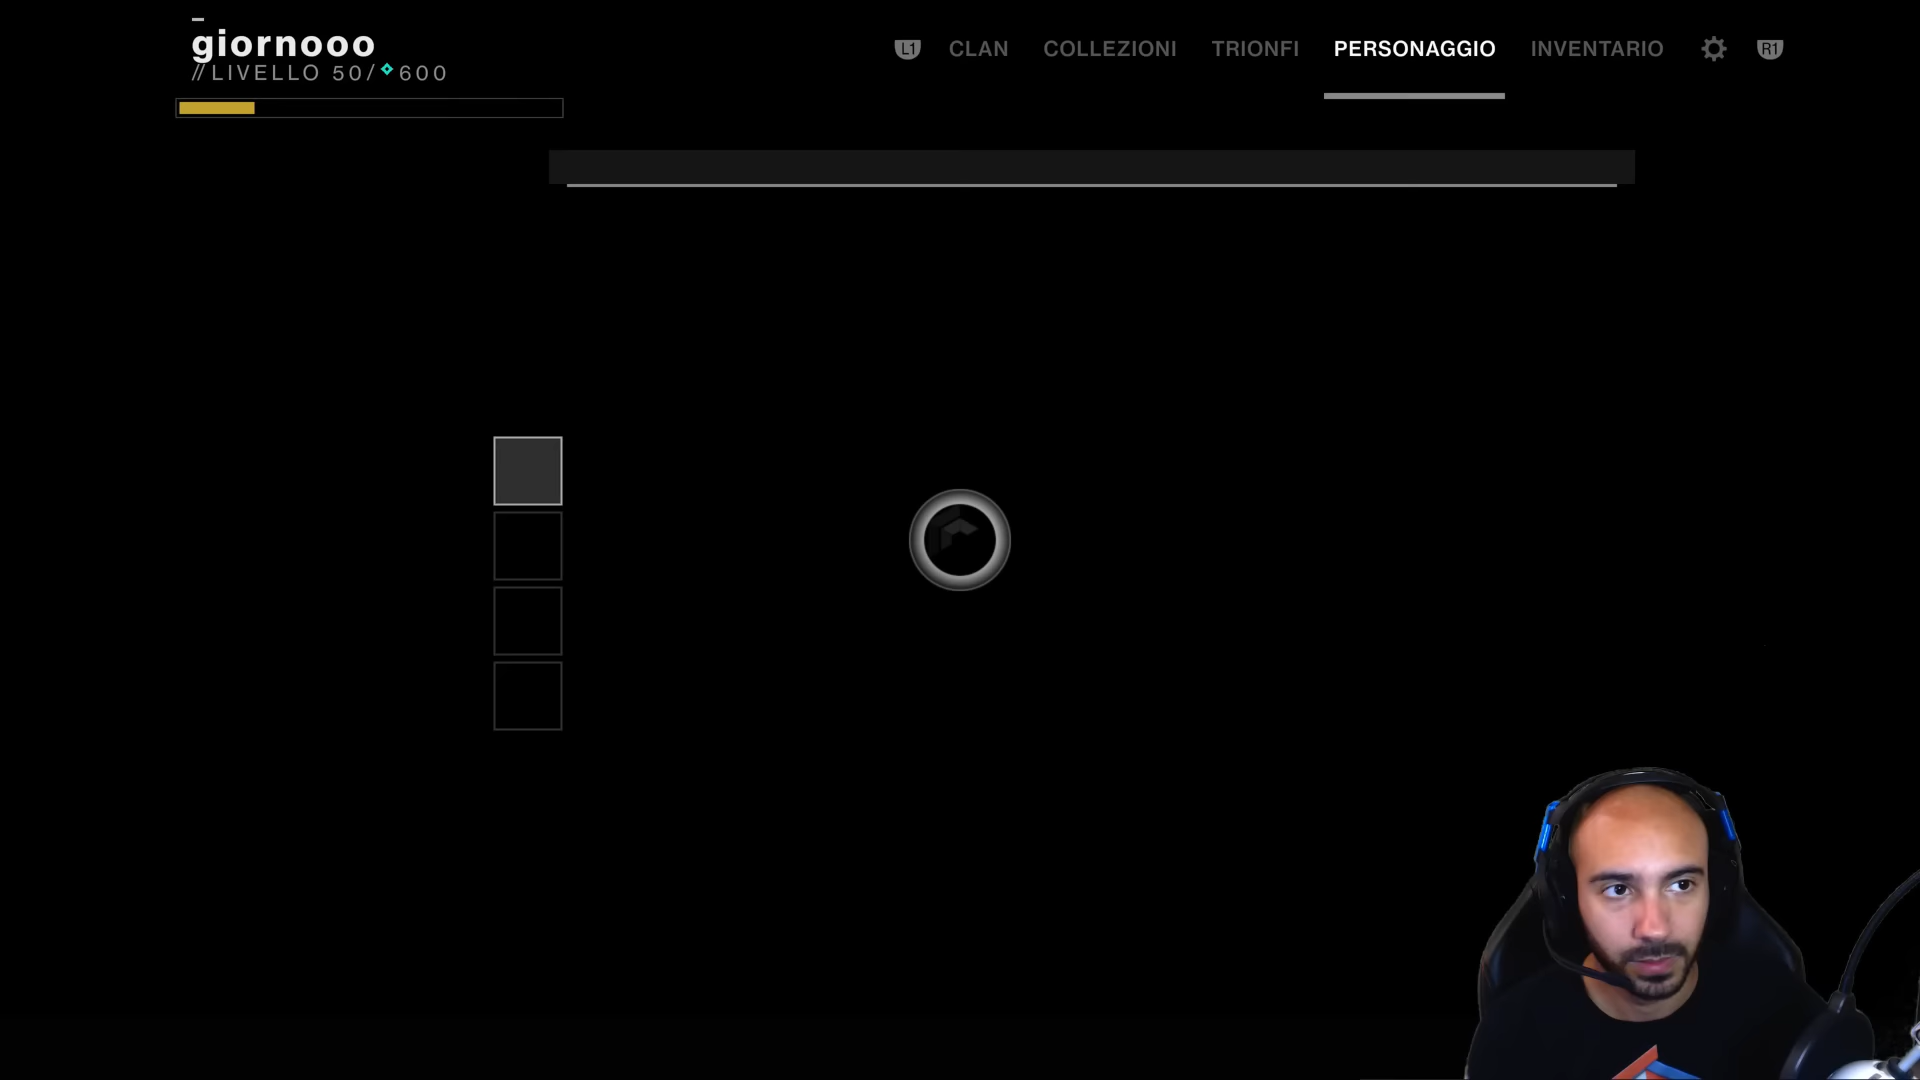 giornooo
//LIVELLO 50/600
L1 CLAN COLLEZIONI TRIONFI PERSONAGGIO INVENTARIO R1